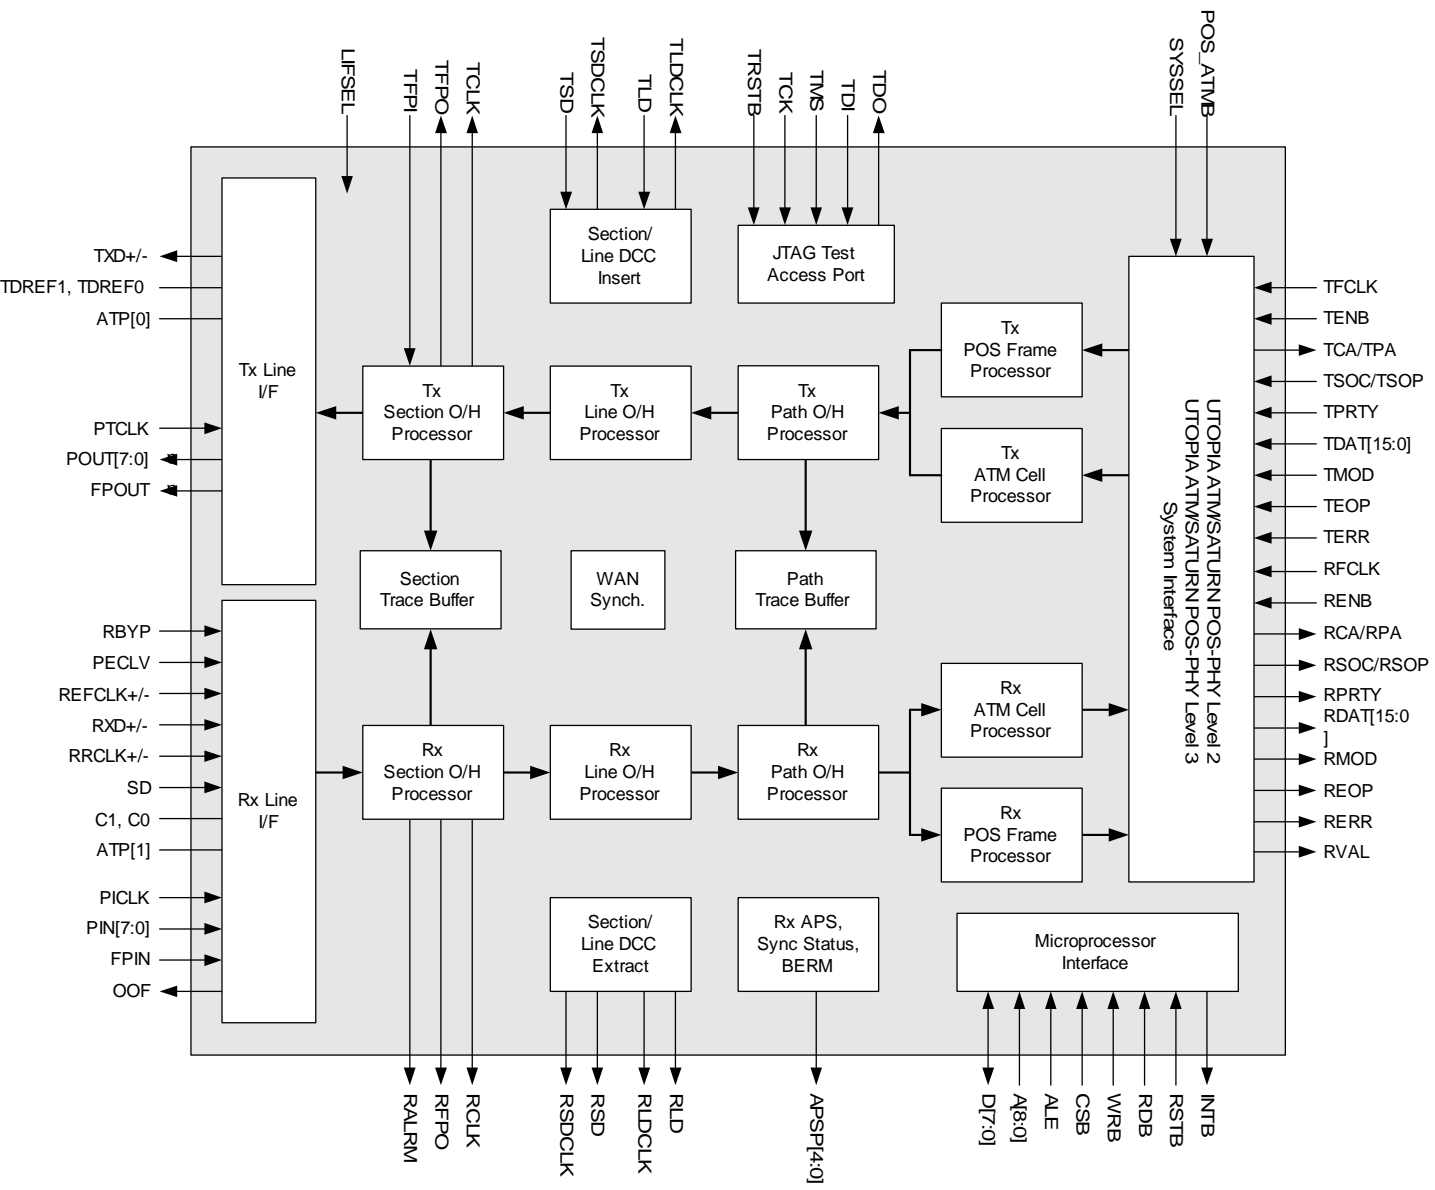 LIFSEL
TFPI
TFPO
TCLK
TSD
TSDCLK
TLD
TLDCLK
TRSTB
TCK
TMS
TDI
TDO
SYSSEL
POS_ATMB
TXD+/-
TDREF1, TDREF0
ATP[0]
PTCLK
POUT[7:0]
FPOUT
RBYP
PECLV
REFCLK+/-
RXD+/-
RRCLK+/-
SD
C1, C0
ATP[1]
PICLK
PIN[7:0]
FPIN
OOF
Tx Line
I/F
Rx Line
I/F
Section/
Line DCC
Insert
JTAG Test
Access Port
Tx
Section O/H
Processor
Tx
Line O/H
Processor
Tx
Path O/H
Processor
Tx
POS Frame
Processor
Tx
ATM Cell
Processor
Section
Trace Buffer
WAN
Synch.
Path
Trace Buffer
Rx
Section O/H
Processor
Rx
Line O/H
Processor
Rx
Path O/H
Processor
Rx
ATM Cell
Processor
Rx
POS Frame
Processor
Section/
Line DCC
Extract
Rx APS,
Sync Status,
BERM
Microprocessor
Interface
UTOPIA ATM/SATURN POS-PHY Level 2
UTOPIA ATM/SATURN POS-PHY Level 3
System Interface
TFCLK
TENB
TCA/TPA
TSOC/TSOP
TPRTY
TDAT[15:0]
TMOD
TEOP
TERR
RFCLK
RENB
RCA/RPA
RSOC/RSOP
RPRTY
RDAT[15:0
]
RMOD
REOP
RERR
RVAL
RALRM
RFPO
RCLK
RSDCLK
RSD
RLDCLK
RLD
APSP[4:0]
D[7:0]
A[8:0]
ALE
CSB
WRB
RDB
RSTB
INTB